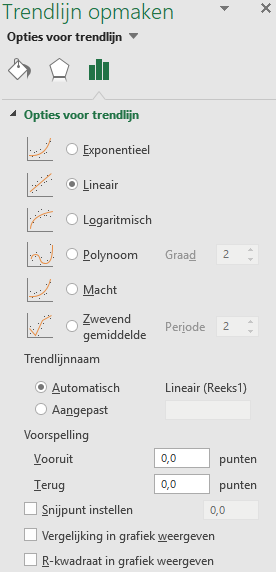 Trendlijn opmaken
Opties voor trendlijn
Opties voor trendlijn
Exponentieel
Lineair
Logaritmisch
Polynoom Graad 2
Macht
Zwevend
gemiddelde Periode 2
Trendlijnnaam
Automatisch Lineair (Reeks1)
Aangepast
Voorspelling
Vooruit 0,0 punten
Terug 0,0 punten
Snijpunt instellen 0,0
Vergelijking in grafiek weergeven
R-kwadraat in grafiek weergeven